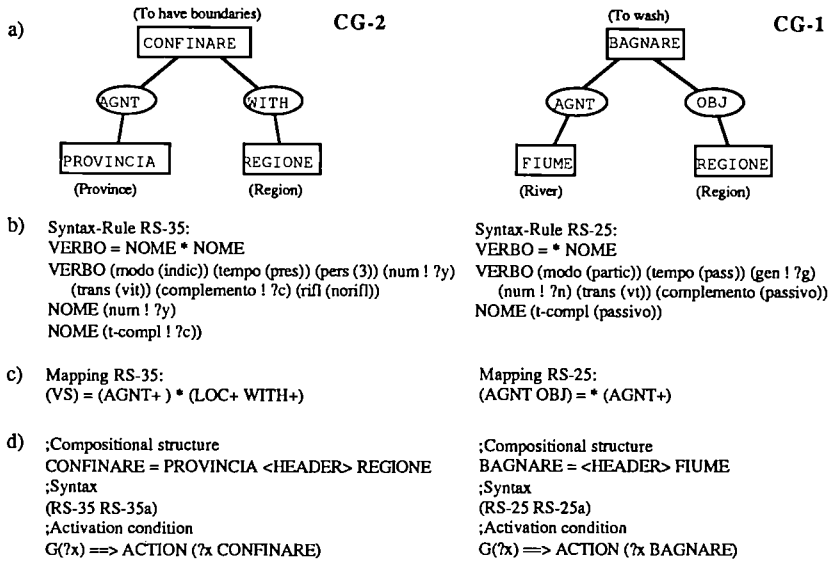 a)
(To have boundaries)
CG-2
CONFINARE
AGNT
WITH
PROVINCIA
REGIONE
(Province)
(Region)
(To wash)
CG-1
BAGNARE
AGNT
OBJ
FIUME
REGIONE
(River)
(Region)
b)
Syntax-Rule RS-35:
VERBO = NOME * NOME
VERBO (modo (indic)) (tempo (pres)) (pers (3)) (num ! ?y)
(trans (vit)) (complemento ! ?c) (rifl (norifl))
NOME (num ! ?y)
NOME (t-compl ! ?c))
Syntax-Rule RS-25:
VERBO = * NOME
VERBO (modo (partic)) (tempo (pass)) (gen ! ?g)
(num ! ?n) (trans (vt)) (complemento (passivo))
NOME (t-compl (passivo))
c)
Mapping RS-35:
(VS) = (AGNT+ ) * (LOC+ WITH+)
Mapping RS-25:
(AGNT OBJ) = * (AGNT+)
d)
;Compositional structure
CONFINARE = PROVINCIA <HEADER> REGIONE
;Syntax
(RS-35 RS-35a)
;Activation condition
G(?x) ==> ACTION (?x CONFINARE)
;Compositional structure
BAGNARE = <HEADER> FIUME
;Syntax
(RS-25 RS-25a)
;Activation condition
G(?x) ==> ACTION (?x BAGNARE)